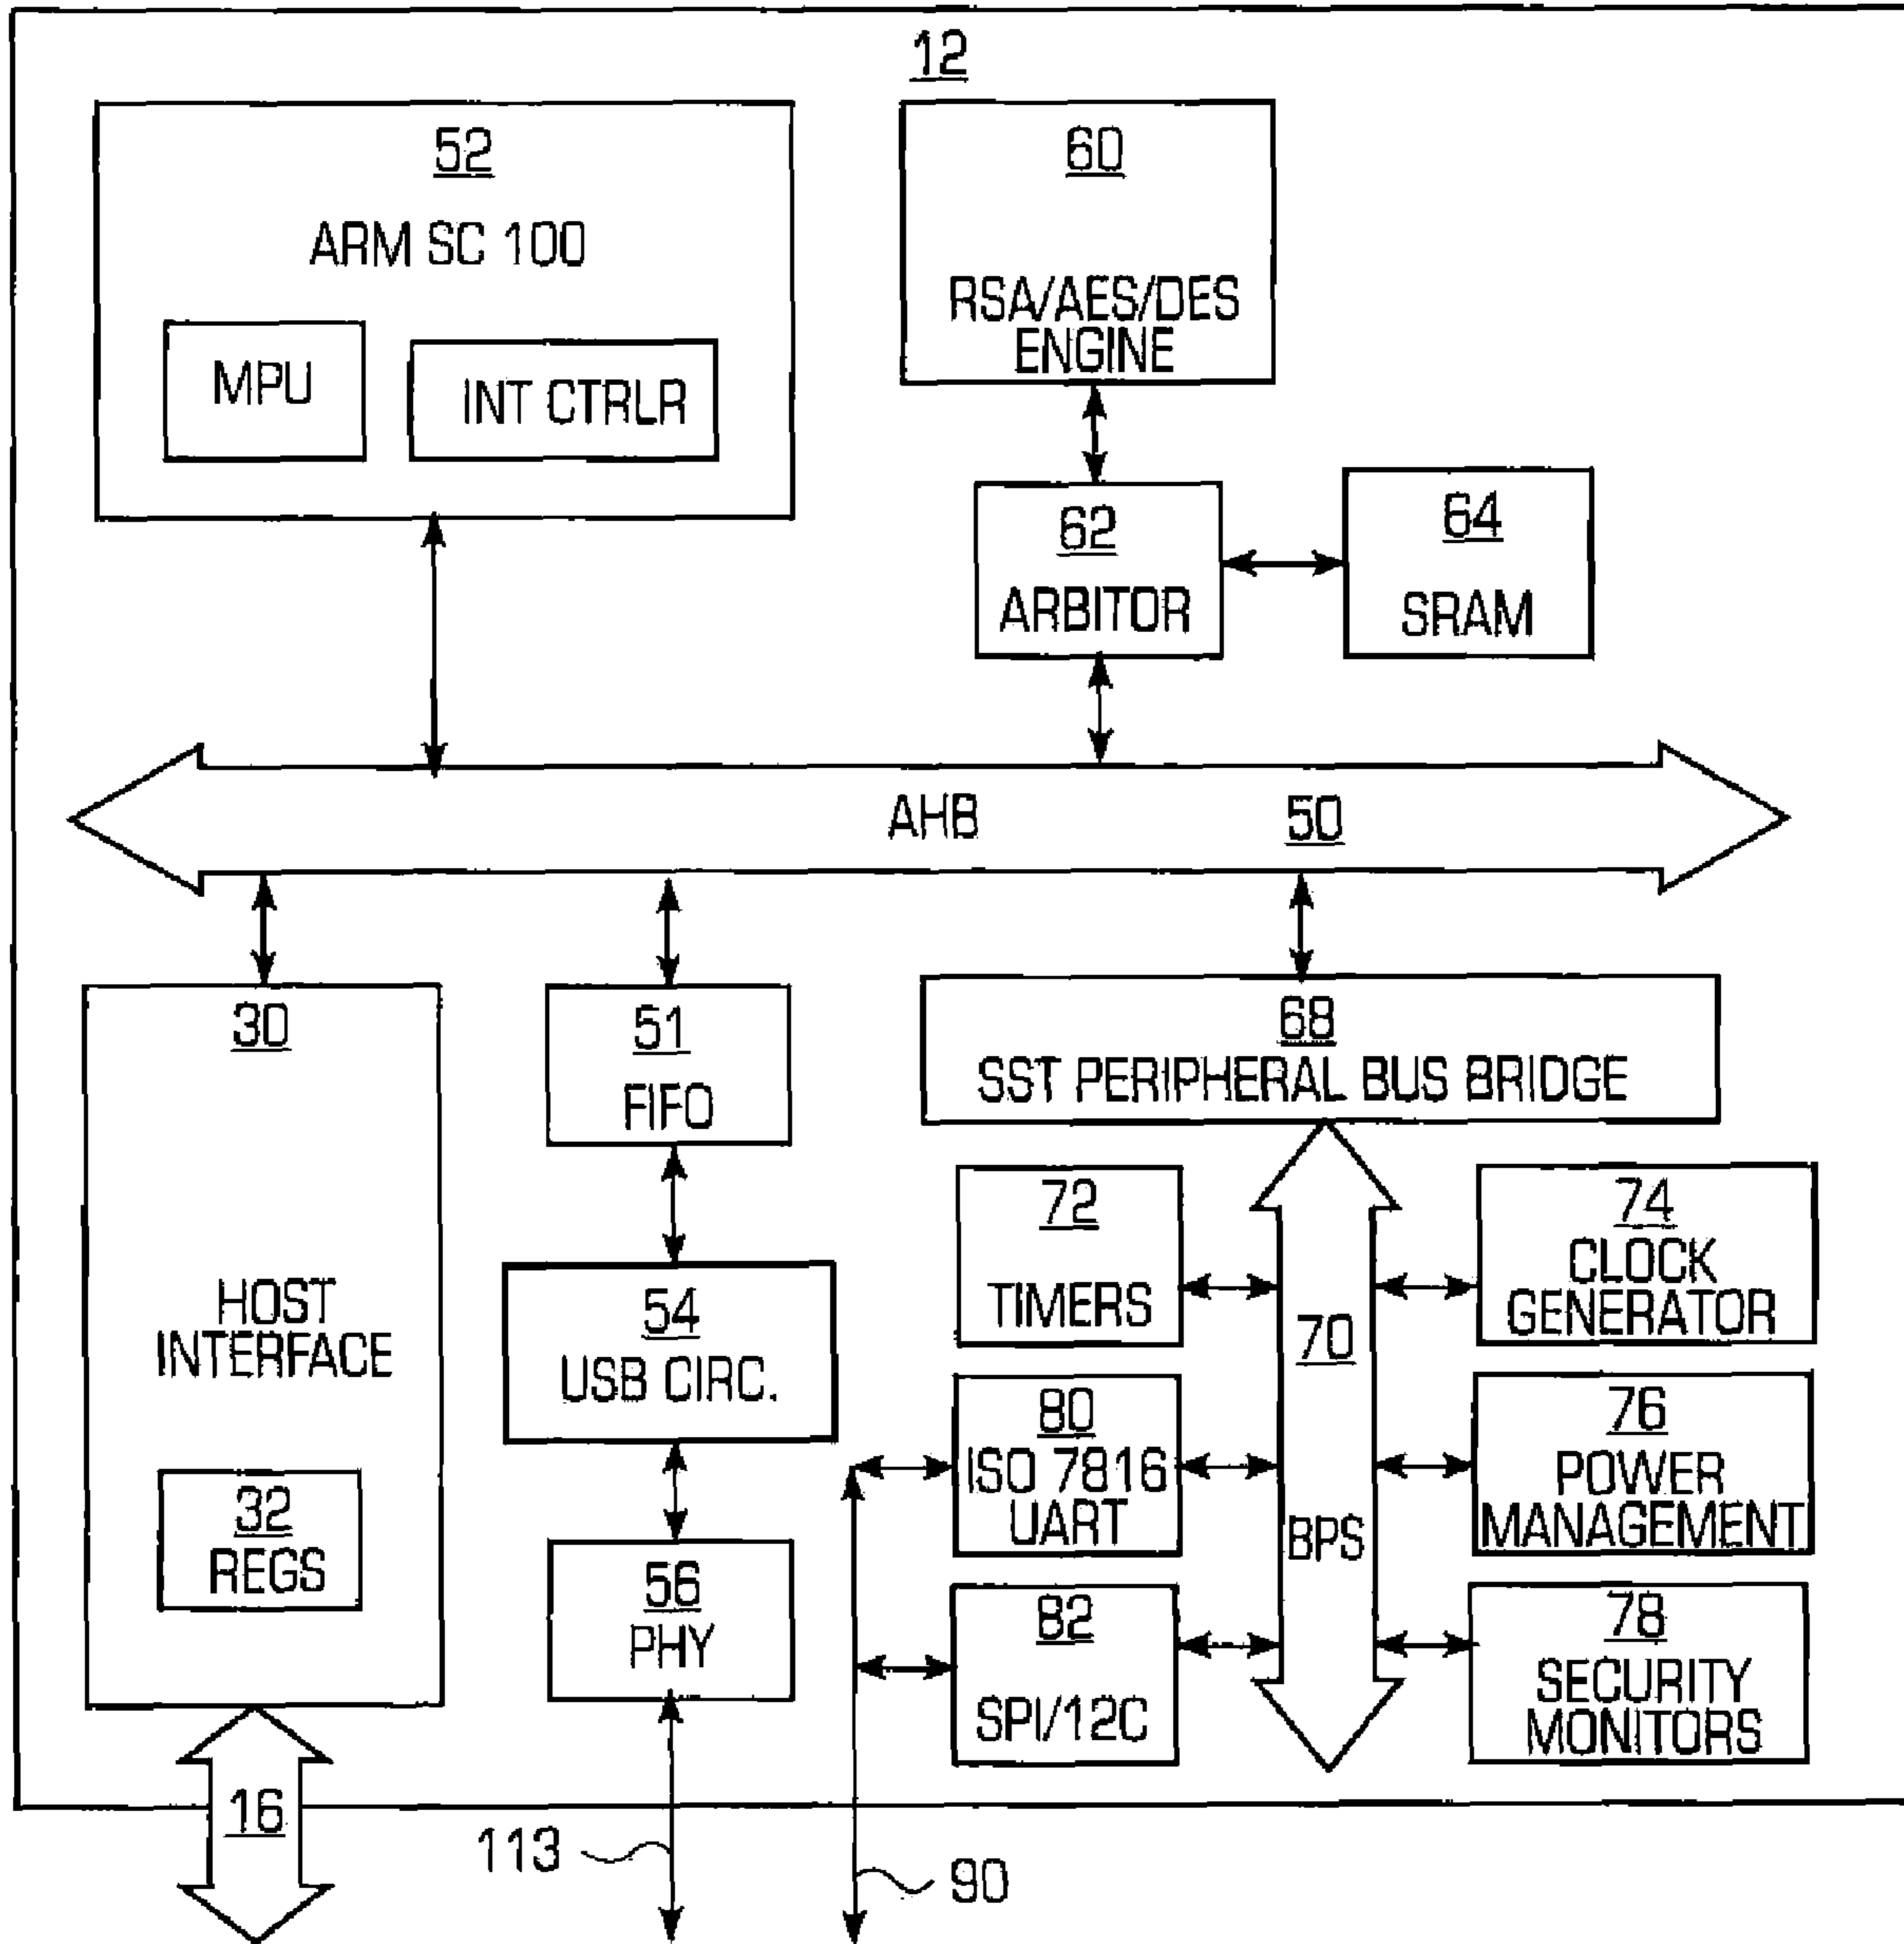 12
52
ARM SC 100
MPU
INT CTRLR
60
RSA/AES/DES
ENGINE
62
ARBITOR
64
SRAM
AHB
50
30
HOST
INTERFACE
32
REGS
51
FIFO
54
USB CIRC.
56
PHY
68
SST PERIPHERAL BUS BRIDGE
72
TIMERS
70
BPS
74
CLOCK
GENERATOR
80
ISO 7816
UART
76
POWER
MANAGEMENT
82
SPI/12C
78
SECURITY
MONITORS
16
113
90